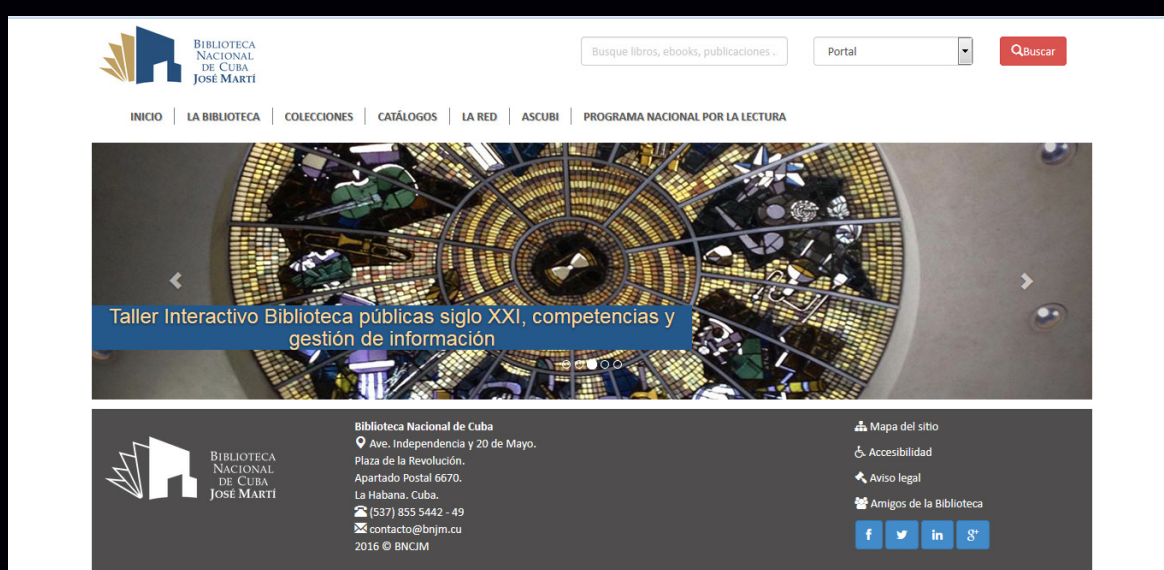 BIBLIOTECA
NACIONAL
DE CUBA
JOSÉ MARTÍ
Busque libros, ebooks, publicaciones .
Portal
Buscar
INICIO
LA BIBLIOTECA
COLECCIONES
CATÁLOGOS
LA RED
ASCUBI
PROGRAMA NACIONAL POR LA LECTURA
Taller Interactivo Biblioteca públicas siglo XXI, competencias y
gestión de información
BIBLIOTECA
NACIONAL
DE CUBA
JOSÉ MARTÍ
Biblioteca Nacional de Cuba
Ave. Independencia y 20 de Mayo.
Plaza de la Revolución.
Apartado Postal 6670.
La Habana. Cuba.
(537) 855 5442 - 49
contacto@bnjm.cu
2016 © BNCJM
Mapa del sitio
Accesibilidad
Aviso legal
Amigos de la Biblioteca
f
in
g+